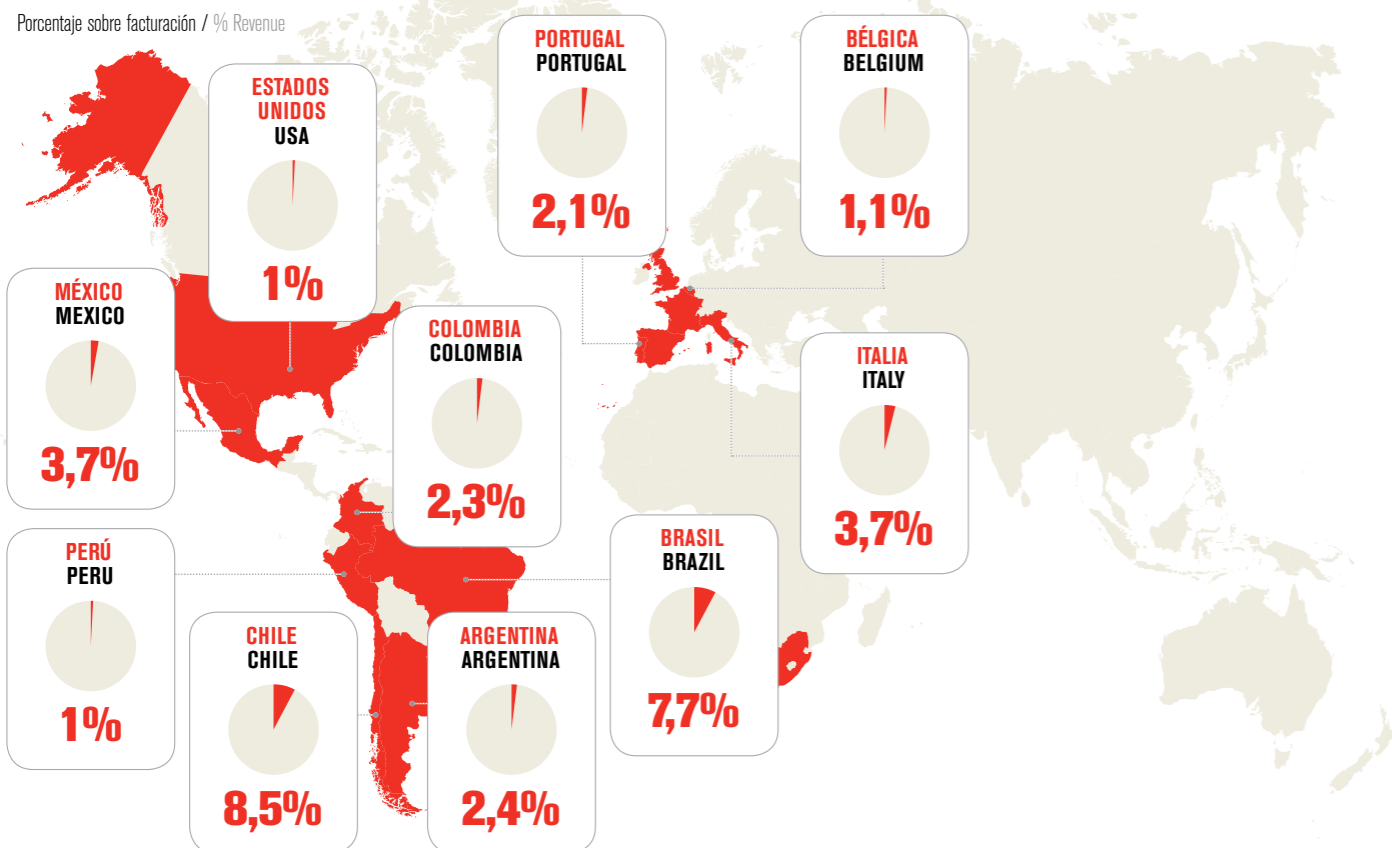 Porcentaje sobre facturación / % Revenue
ESTADOS
UNIDOS
USA
1%
PORTUGAL
PORTUGAL
2,1%
BÉLGICA
BELGIUM
1,1%
MÉXICO
MEXICO
3,7%
COLOMBIA
COLOMBIA
2,3%
ITALIA
ITALY
3,7%
PERÚ
PERU
1%
CHILE
CHILE
8,5%
ARGENTINA
ARGENTINA
2,4%
BRASIL
BRAZIL
7,7%